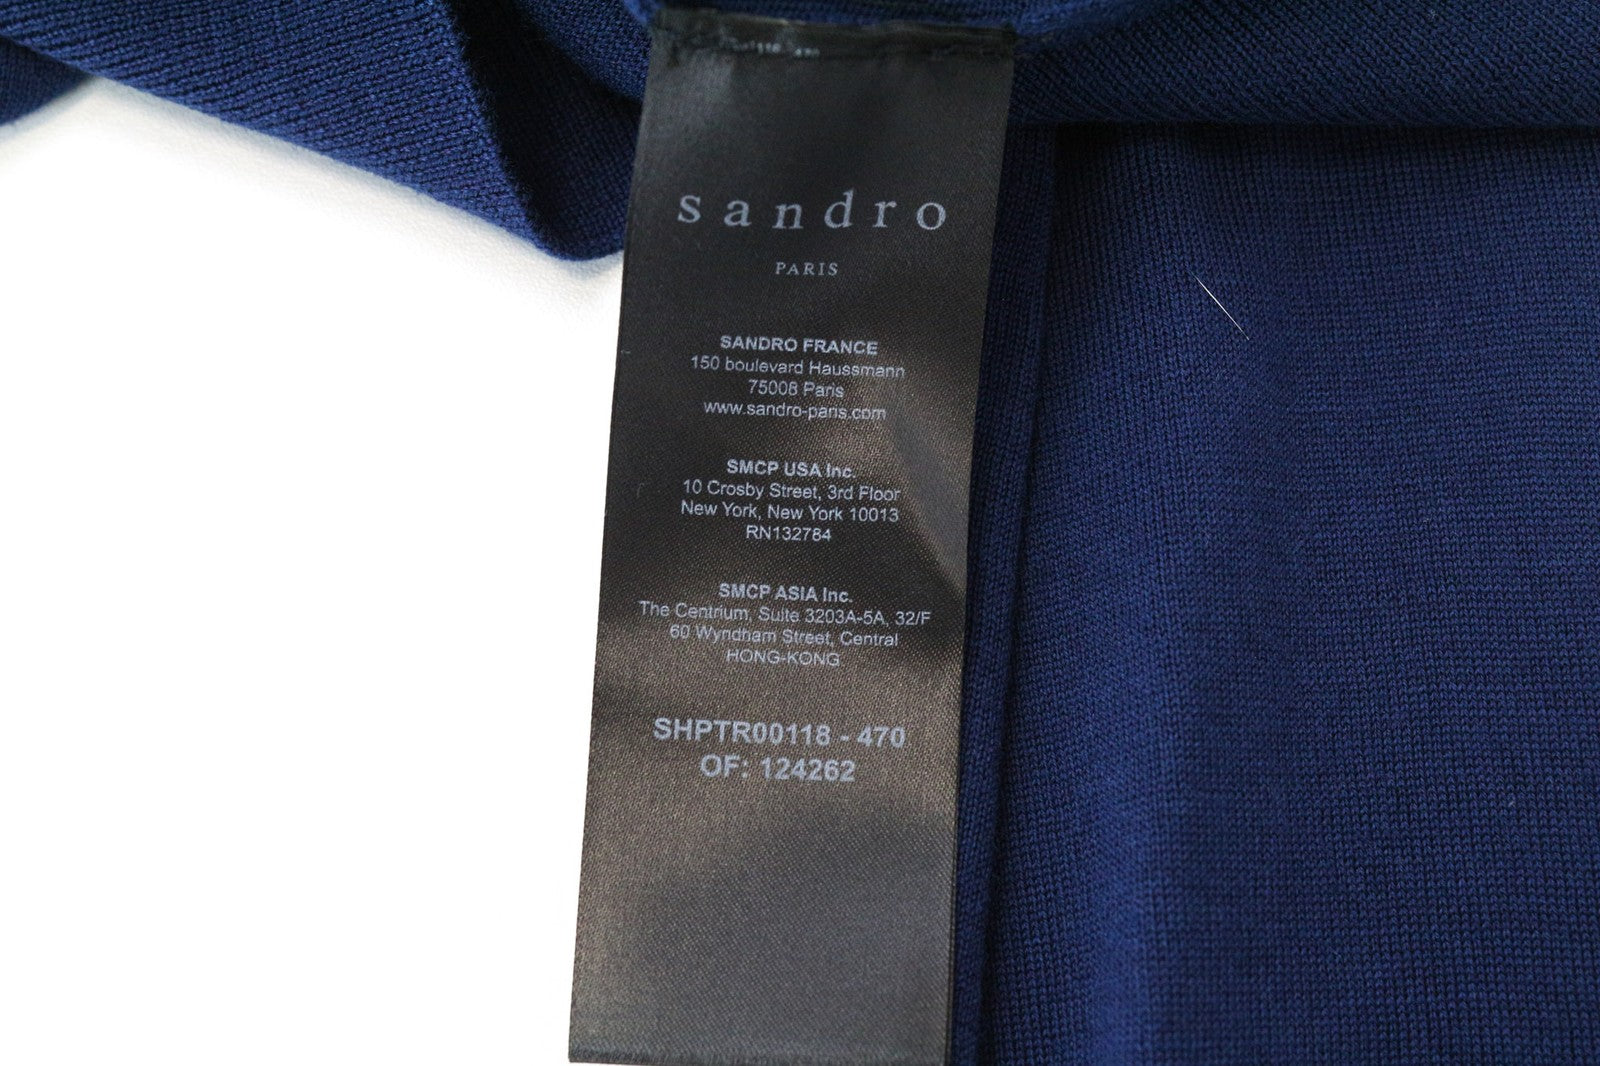 sandro
PARIS
SANDRO FRANCE
150 boulevard Haussmann
75008 Paris
www.sandro-paris.com
SMCP USA Inc.
10 Crosby Street, 3rd Floor
New York, New York 10013
RN132784
SMCP ASIA Inc.
The Centrium, Suite 3203A-5A, 32/F
60 Wyndham Street, Central
HONG-KONG
SHPTR00118 - 470
OF: 124262